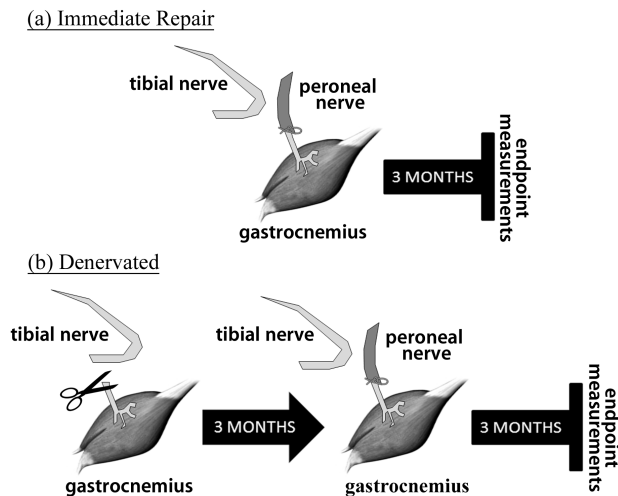 (a) Immediate Repair
tibial nerve
peroneal
nerve
gastrocnemius
3 MONTHS
endpoint
measurements
(b) Denervated
tibial nerve
gastrocnemius
3 MONTHS
tibial nerve
peroneal
nerve
gastrocnemius
3 MONTHS
endpoint
measurements